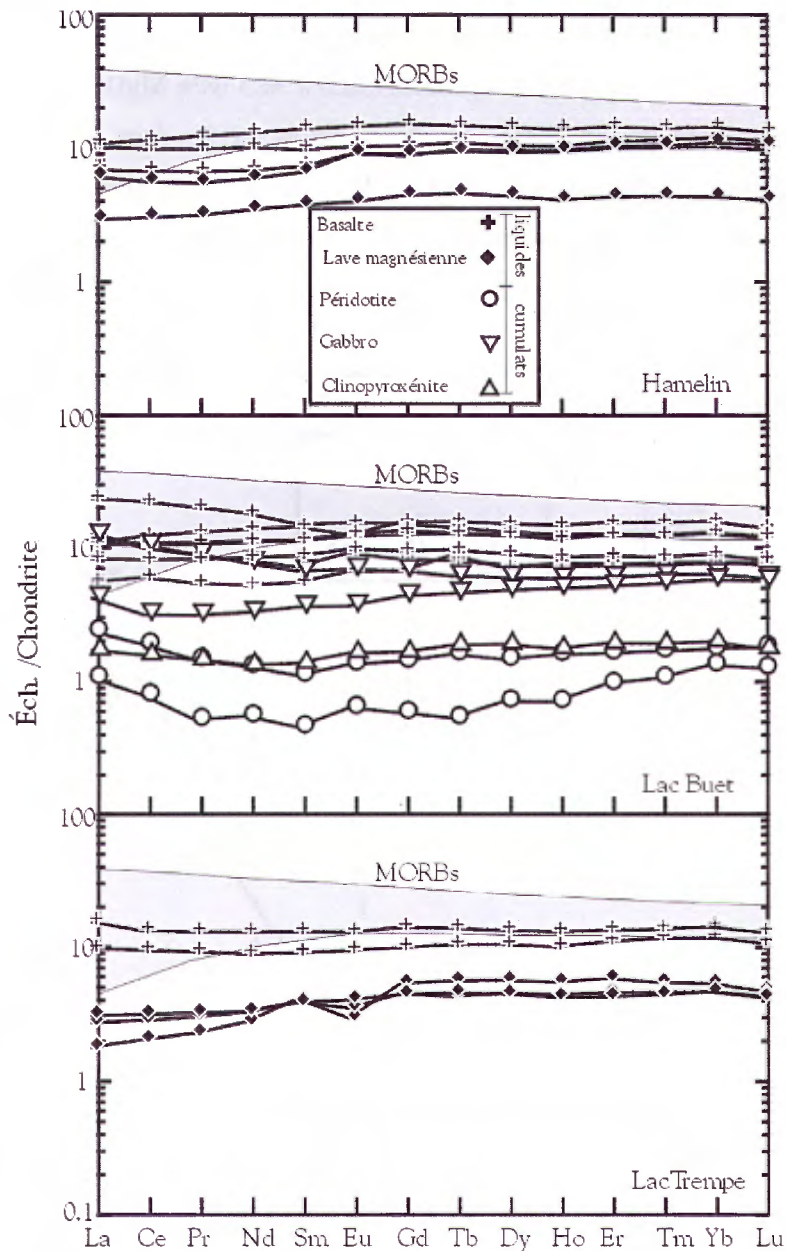 100
MORBs
10
Basalte
liquides
Lave magnésienne
1
Péridotite
cumulats
Gabbro
Clinopyroxénite
Hamelin
100
MORBs
10
Éch. /Chondrite
1
Lac Buet
100
MORBs
10
1
Lac Trempe
0.1
La Ce Pr Nd Sm Eu Gd Tb Dy Ho Er Tm Yb Lu